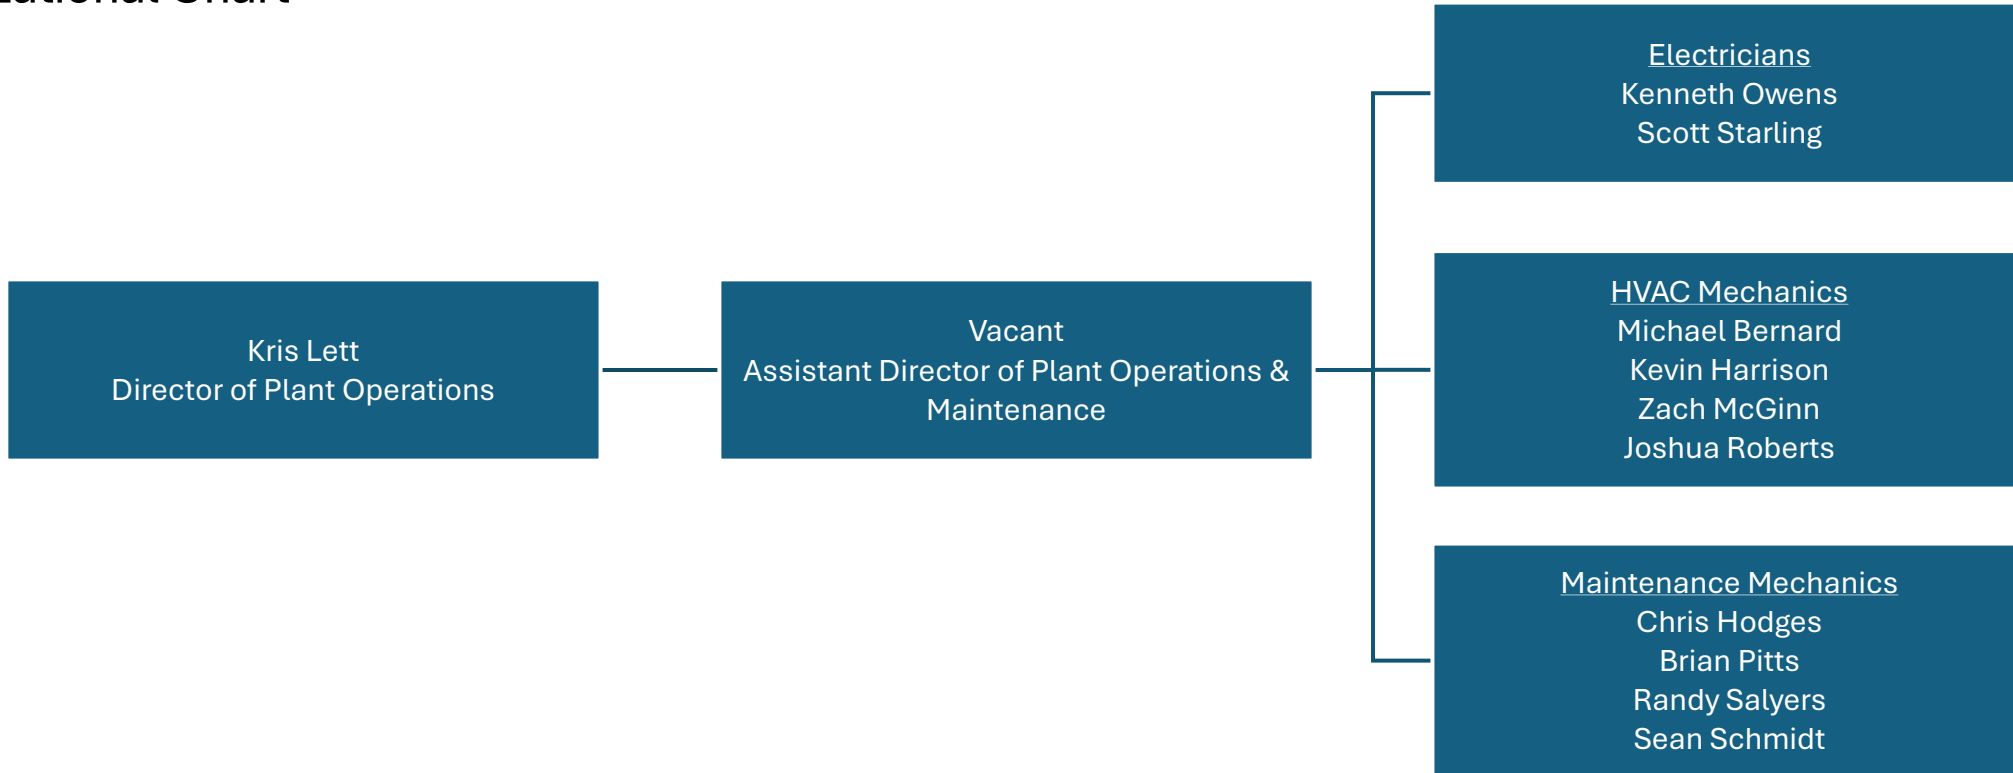 Chart
Kris Lett
Director of Plant Operations
Vacant
Assistant Director of Plant Operations &
Maintenance
Electricians
Kenneth Owens
Scott Starling
HVAC Mechanics
Michael Bernard
Kevin Harrison
Zach McGinn
Joshua Roberts
Maintenance Mechanics
Chris Hodges
Brian Pitts
Randy Salyers
Sean Schmidt